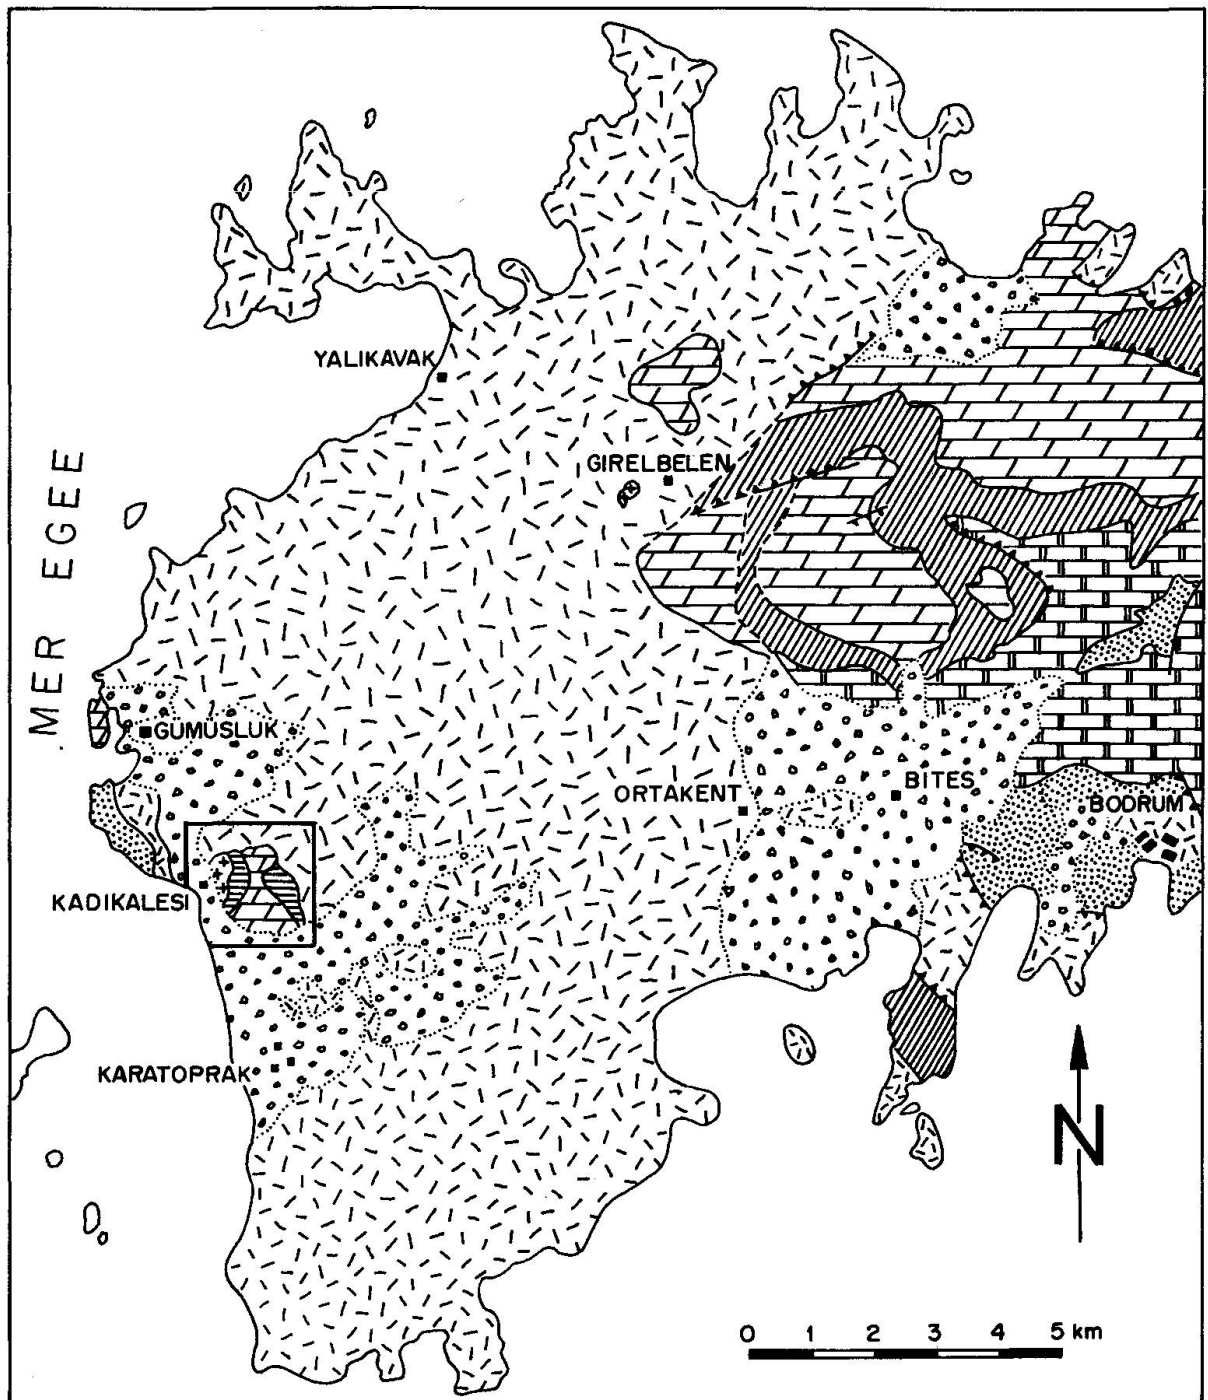 YALIKAVAK
GIRELBELEN
MER EGEE
GUMUSLUK
ORTAKENT
BITES
BODRUM
KADIKALESI
KARATOPRAK
N
0 1 2 3 4 5 km